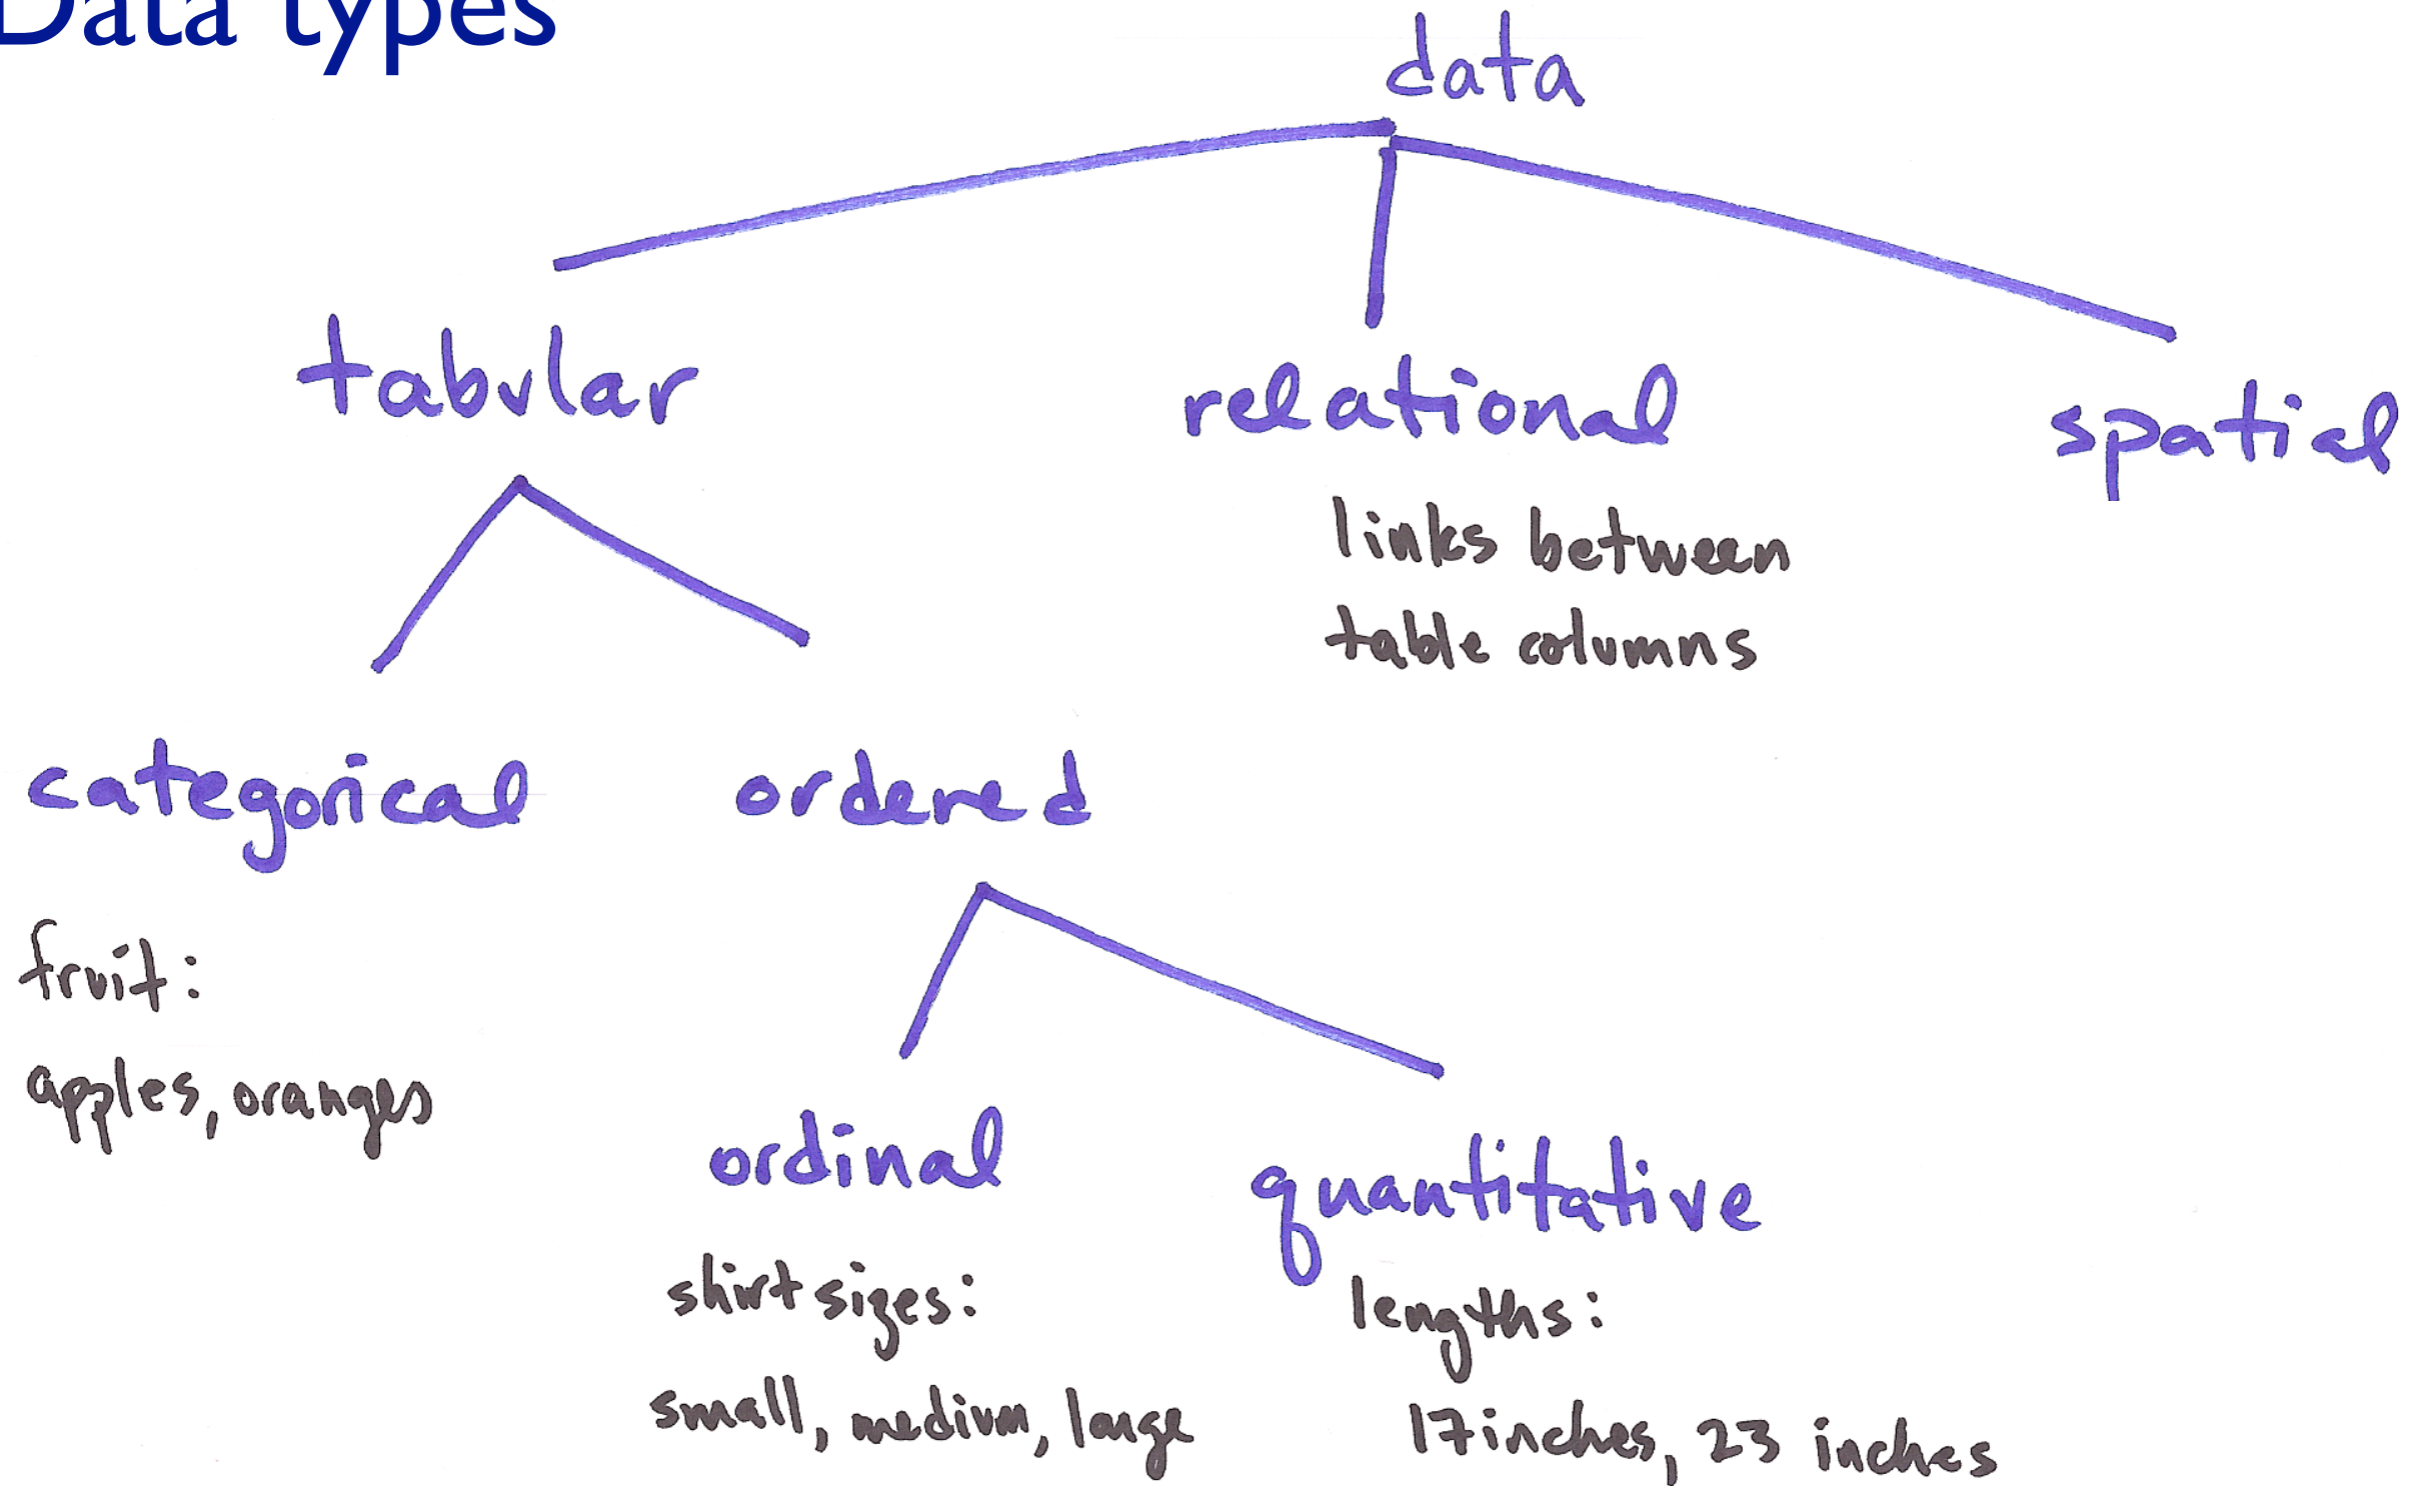 Data types
data
tabular
relational
spatial
links between
table columns
categorical
ordered
fruit:
apples, oranges
ordinal
quantitative
shirt sizes:
small, medium, large
lengths:
17 inches, 23 inches